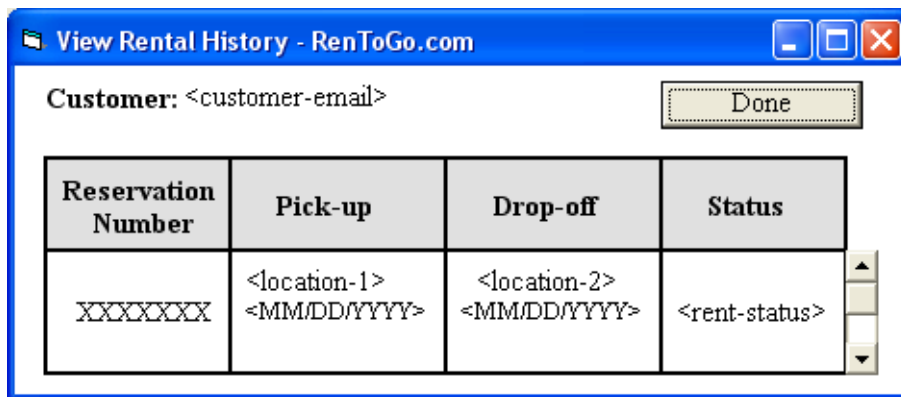 View Rental History - RenToGo.com
Customer: <customer-email>
Done
Reservation
Number
Pick-up
Drop-off
Status
XXXXXXX
<location-1>
<MM/DD/YYYY>
<location-2>
<MM/DD/YYYY>
<rent-status>